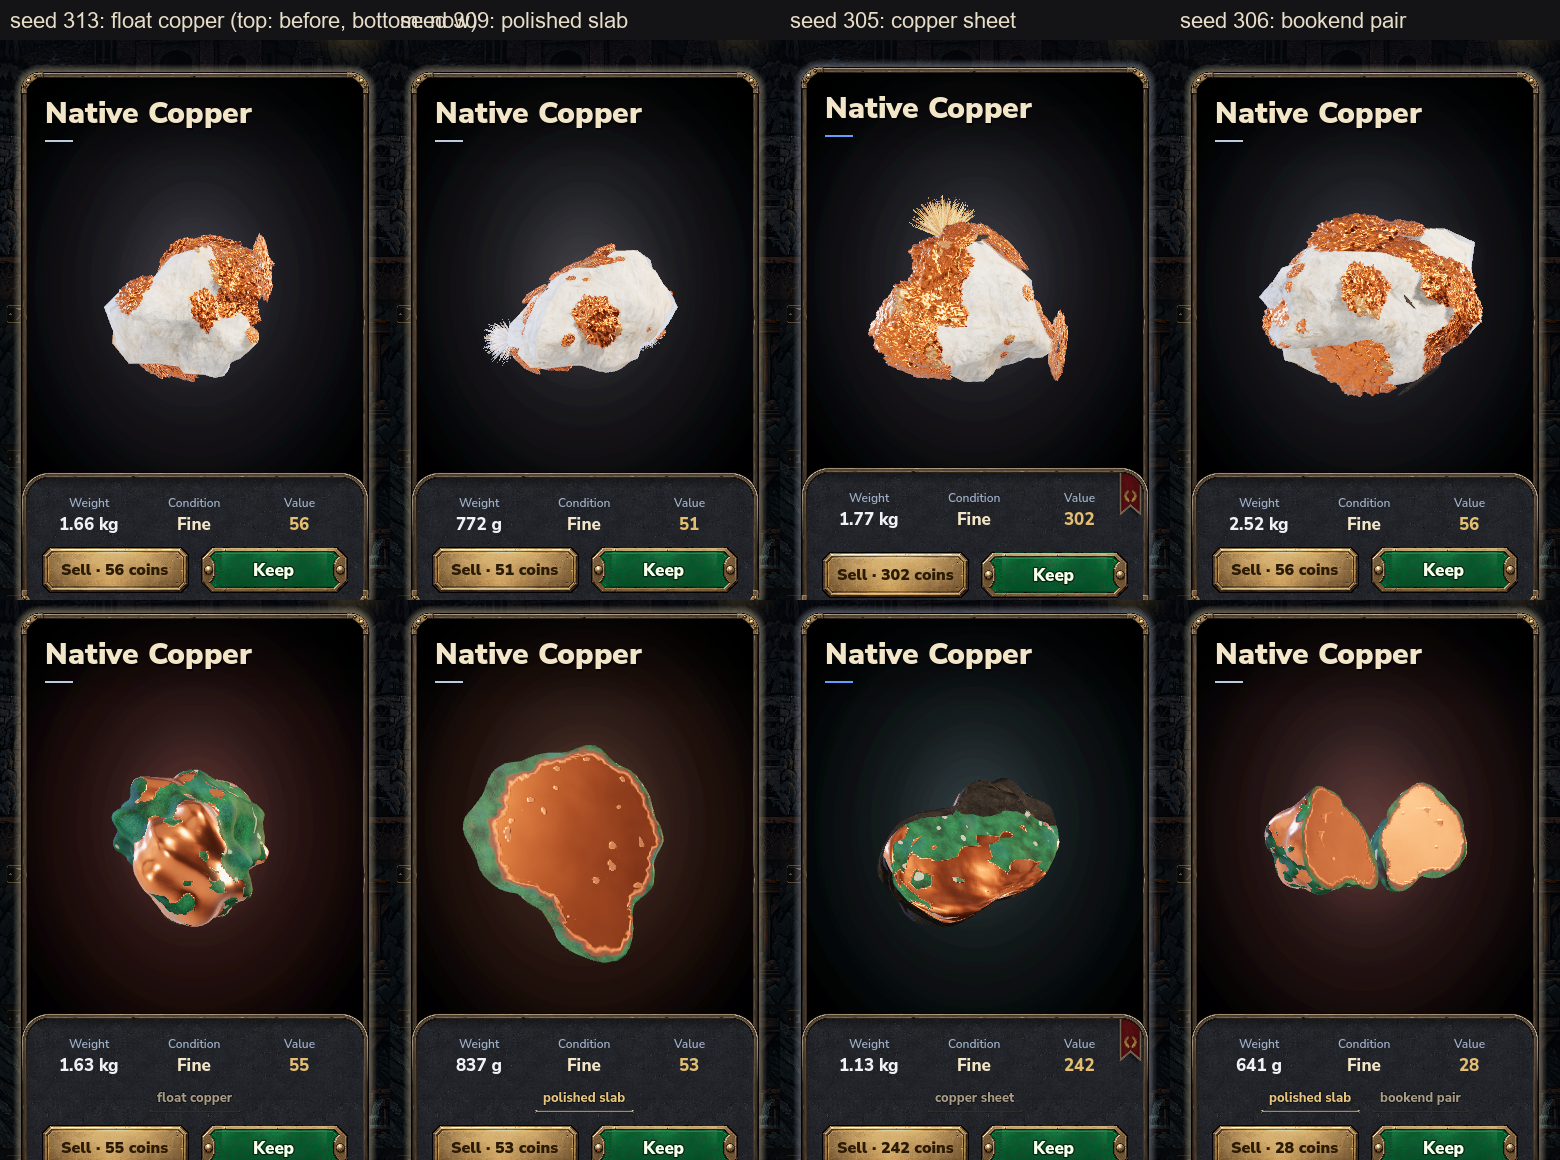 seed 313: float copper (top: before, bottom: now)
seed 309: polished slab
seed 305: copper sheet
seed 306: bookend pair
Native Copper
Weight Condition Value
1.66 kg Fine 56
Sell · 56 coins Keep
Native Copper
Weight Condition Value
772 g Fine 51
Sell · 51 coins Keep
Native Copper
Weight Condition Value
1.77 kg Fine 302
Sell · 302 coins Keep
Native Copper
Weight Condition Value
2.52 kg Fine 56
Sell · 56 coins Keep
Native Copper
Weight Condition Value
1.63 kg Fine 55
float copper
Sell · 55 coins Keep
Native Copper
Weight Condition Value
837 g Fine 53
polished slab
Sell · 53 coins Keep
Native Copper
Weight Condition Value
1.13 kg Fine 242
copper sheet
Sell · 242 coins Keep
Native Copper
Weight Condition Value
641 g Fine 28
polished slab bookend pair
Sell · 28 coins Keep